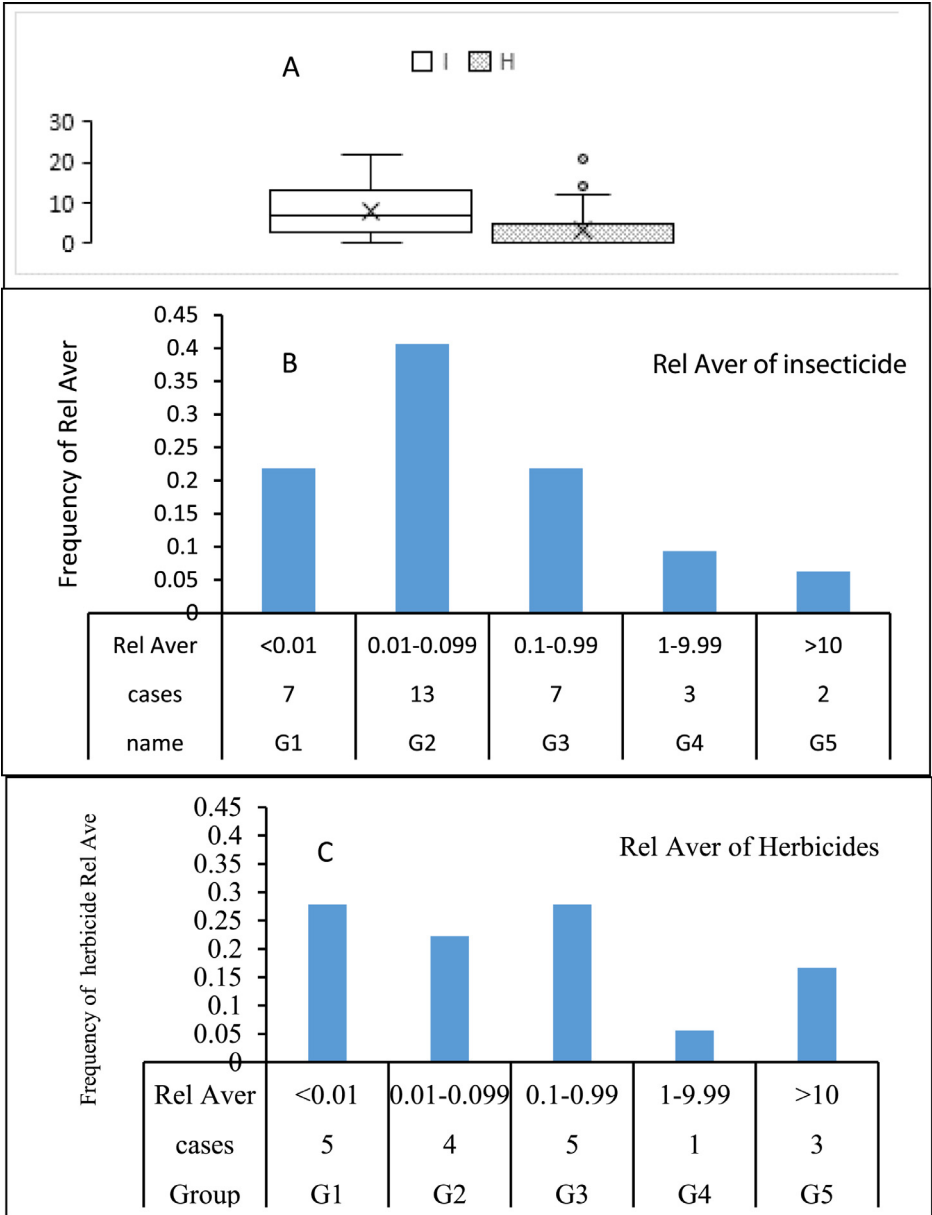 A
I H
30
20
10
0
Frequency of Rel Aver
0.45
0.4
0.35
0.3
0.25
0.2
0.15
0.1
0.05
0
B
Rel Aver of insecticide
Rel Aver <0.01 0.01-0.099 0.1-0.99 1-9.99 >10
cases 7 13 7 3 2
name G1 G2 G3 G4 G5
Frequency of herbicide Rel Ave
0.45
0.4
0.35
0.3
0.25
0.2
0.15
0.1
0.05
0
C
Rel Aver of Herbicides
Rel Aver <0.01 0.01-0.099 0.1-0.99 1-9.99 >10
cases 5 4 5 1 3
Group G1 G2 G3 G4 G5